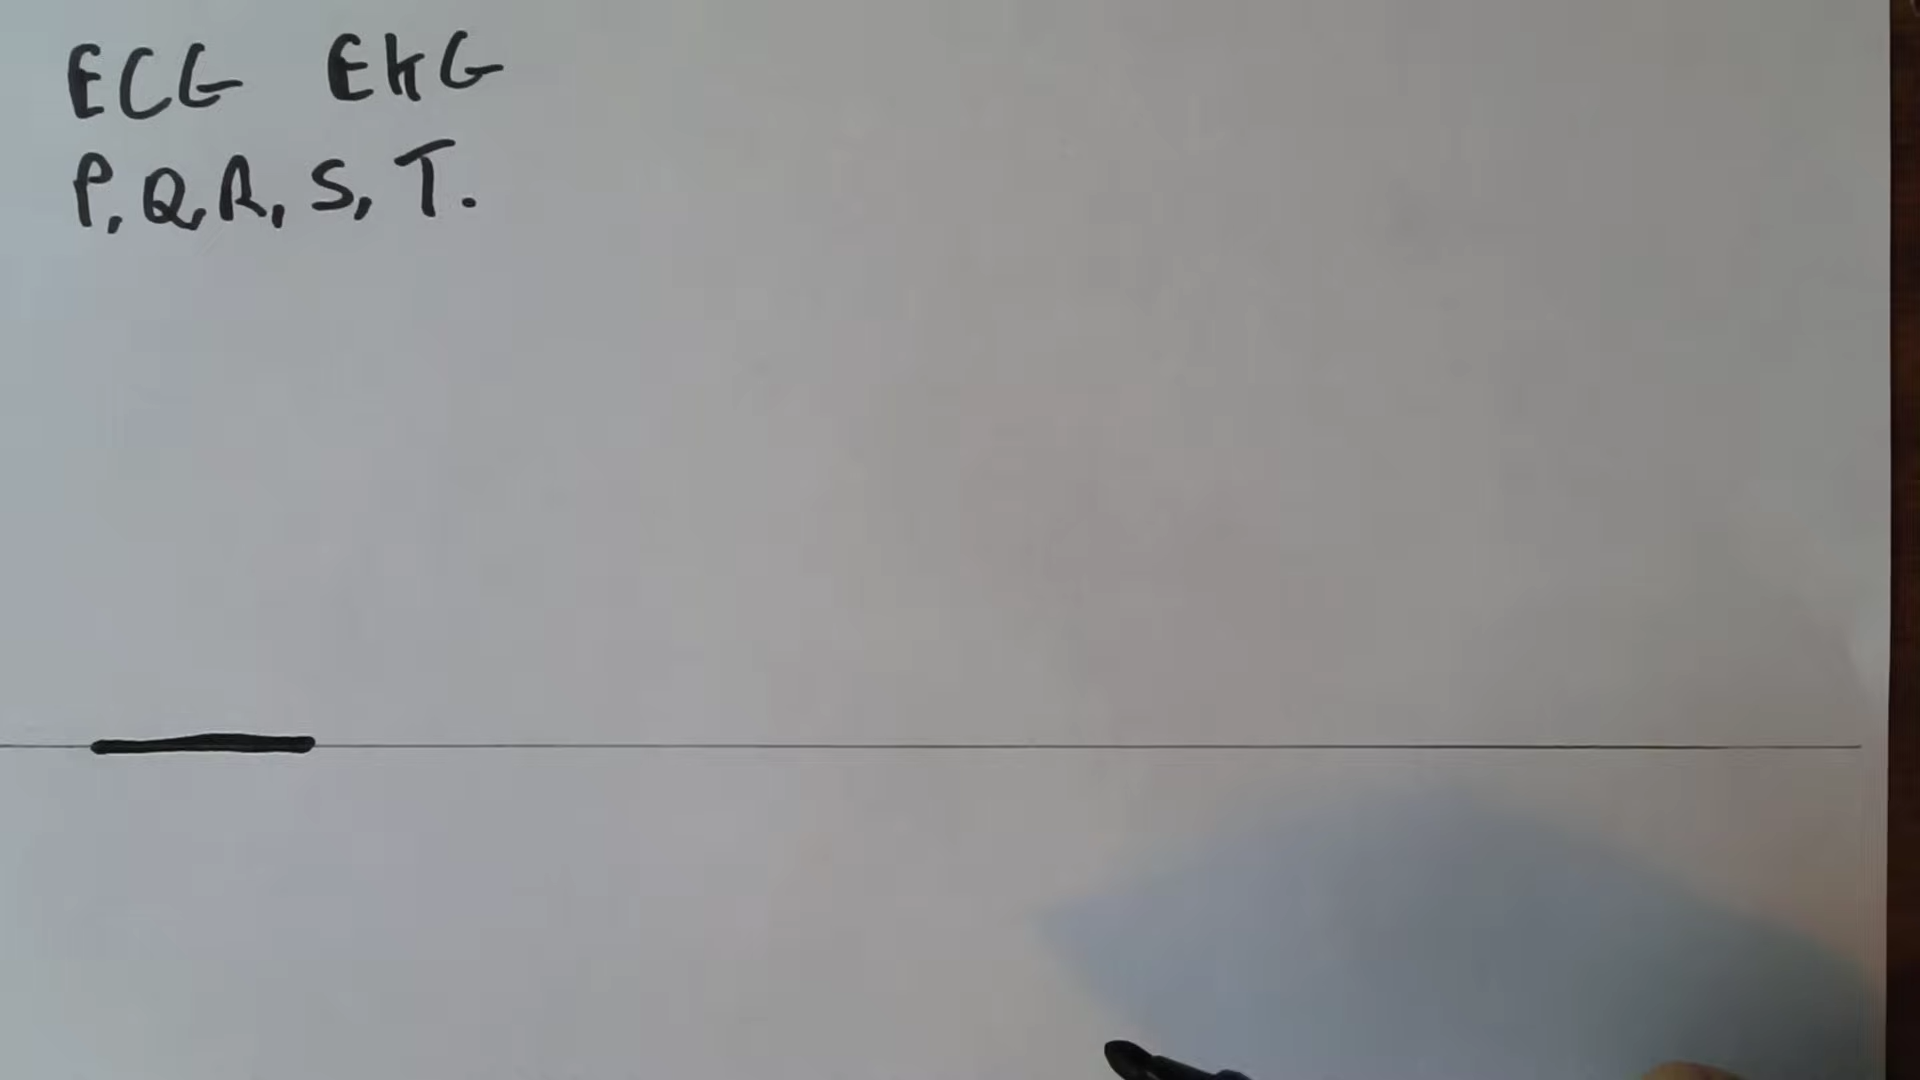 ECG EKG
P, Q, R, S, T.